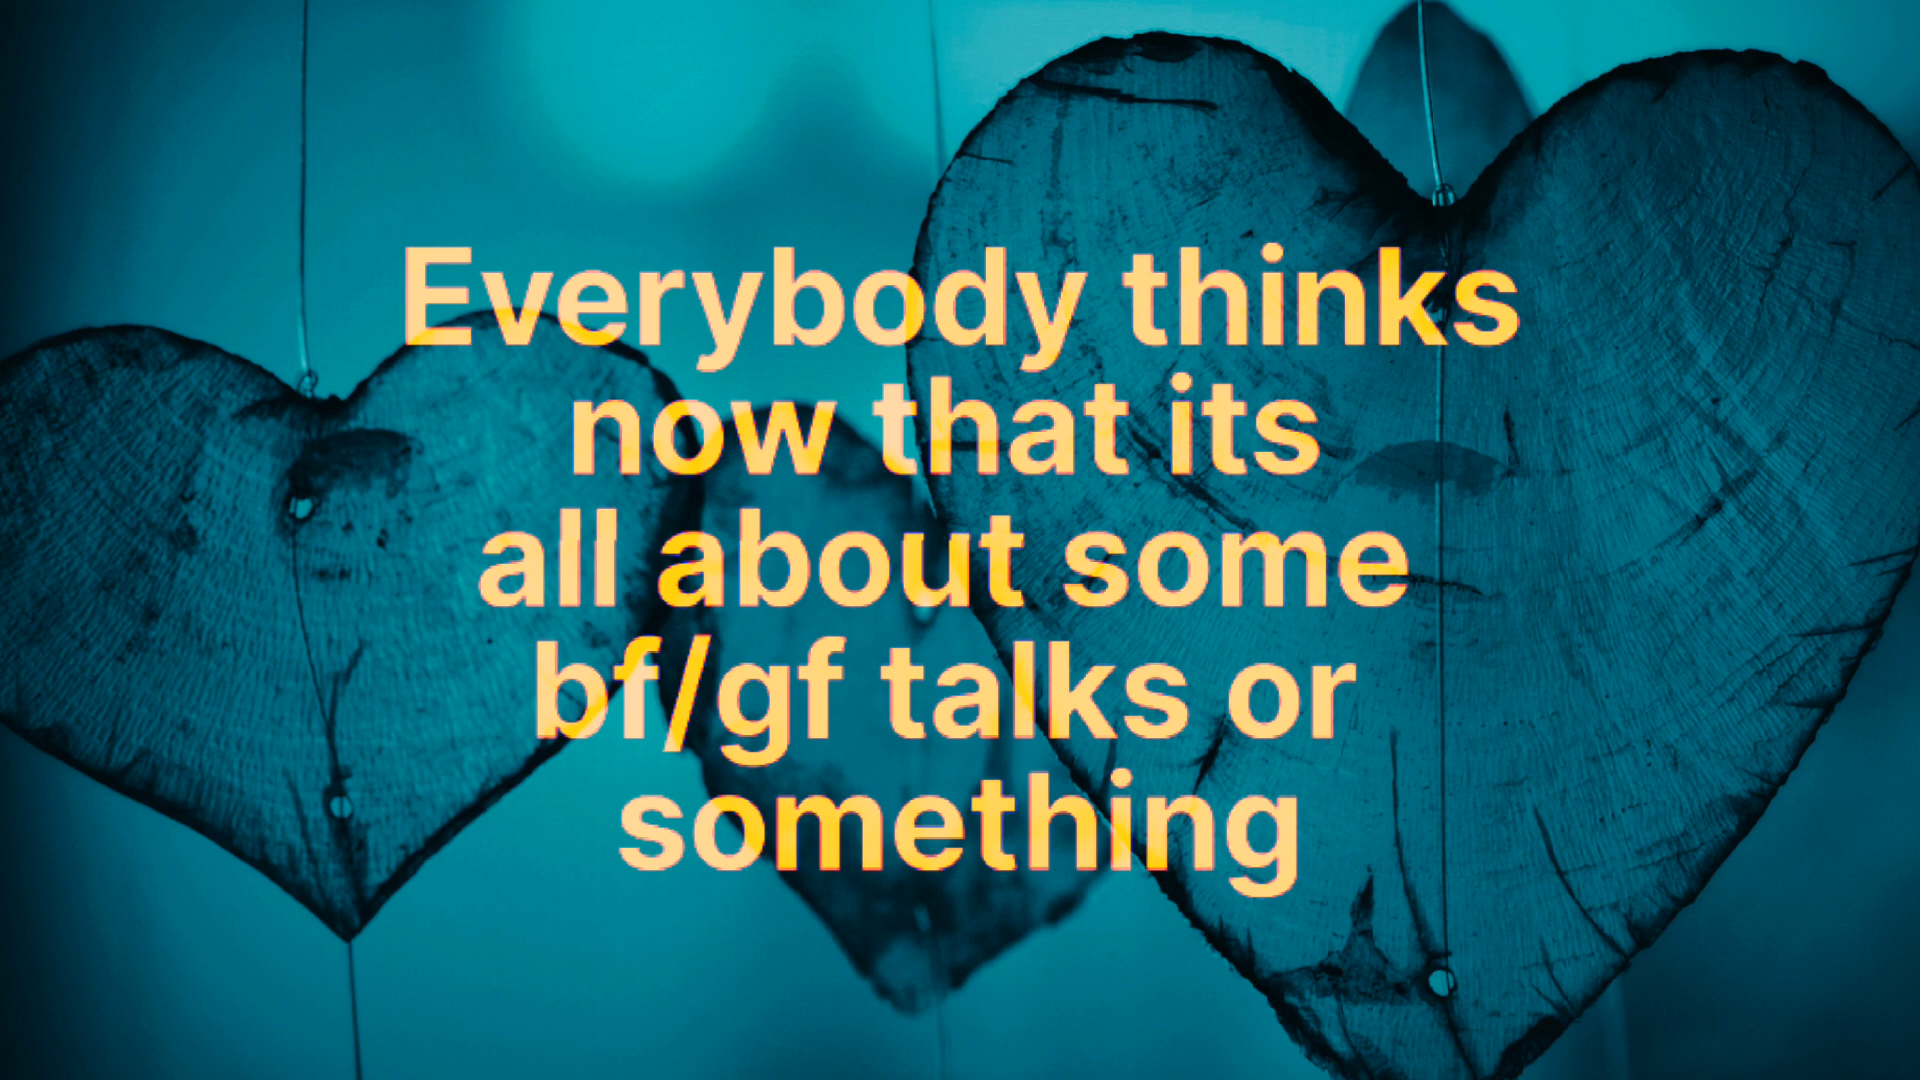 Everybody thinks
now that its
all about some
bf/gf talks or
something